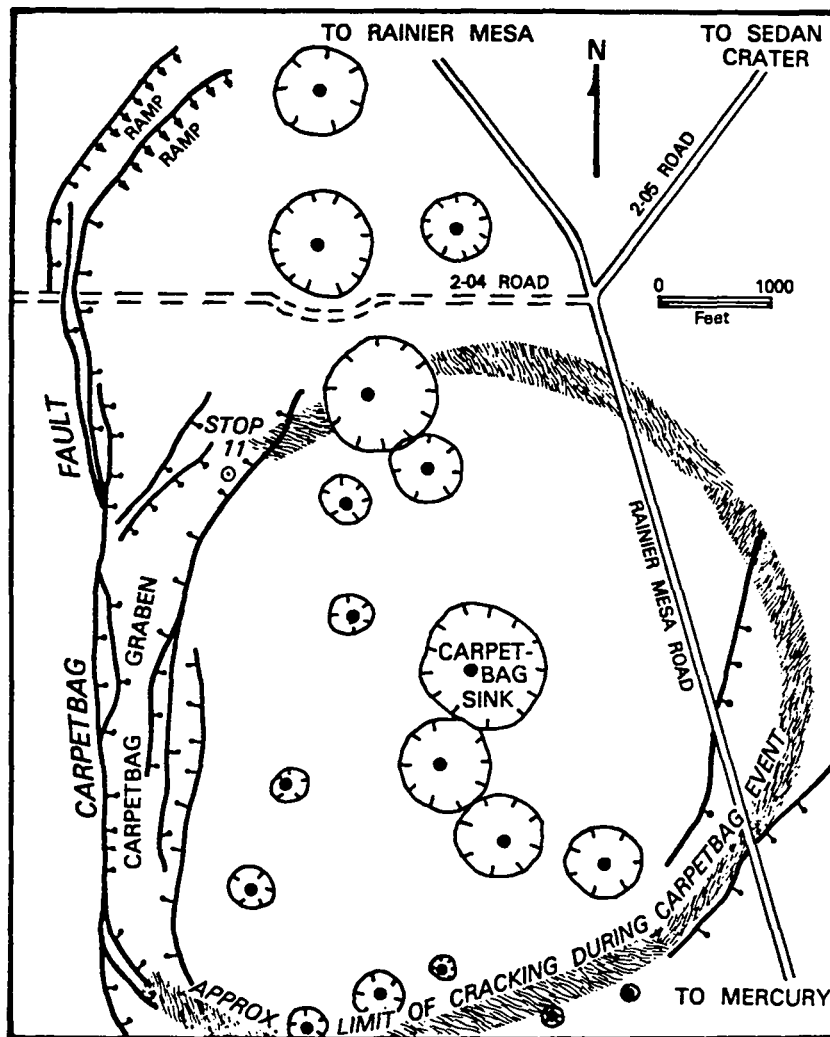 TO RAINIER MESA
TO SEDAN
CRATER
N
RAMP
RAMP
2-05 ROAD
2-04 ROAD
0 1000
Feet
FAULT
STOP
11
RAINIER MESA ROAD
GRABEN
CARPET-
BAG
SINK
CARPETBAG
CARPETBAG
APPROX LIMIT OF CRACKING DURING CARPETBAG EVENT
TO MERCURY